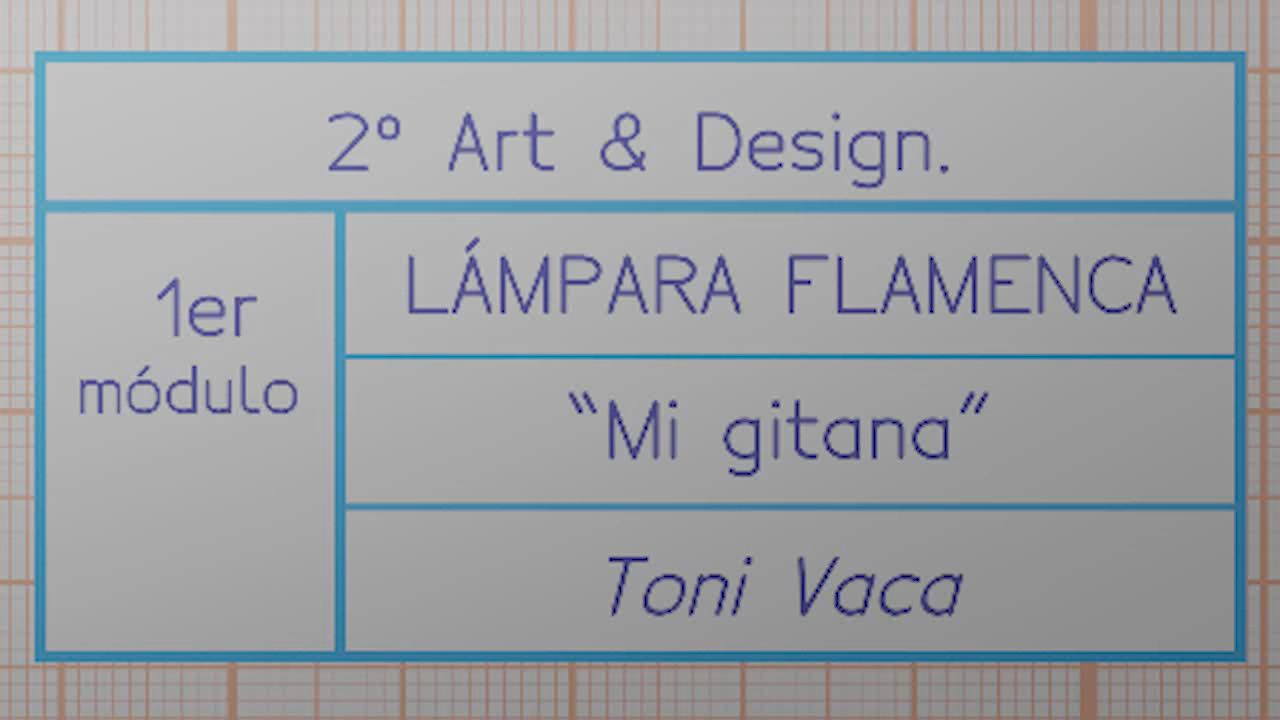 2º Art & Design.
1er
módulo
LÁMPARA FLAMENCA
“Mi gitana”
Toni Vaca